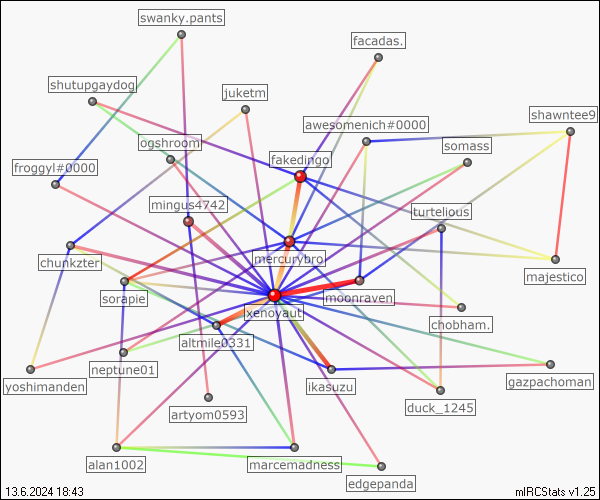 swanky.pants
facadas.
shutupgaydog
juketm
shawntee9
awesomenich#0000
ogshroom
somass
fakedingo
froggyl#0000
mingus4742
turtelious
mercurybro
chunkzter
majestico
sorapie
moonraven
xenoyaut
chobham.
altmile0331
neptune01
yoshimanden
ikasuzu
gazpachoman
artyom0593
duck_1245
alan1002
marcemadness
edgepanda
13.6.2024 18:43
mIRCStats v1.25